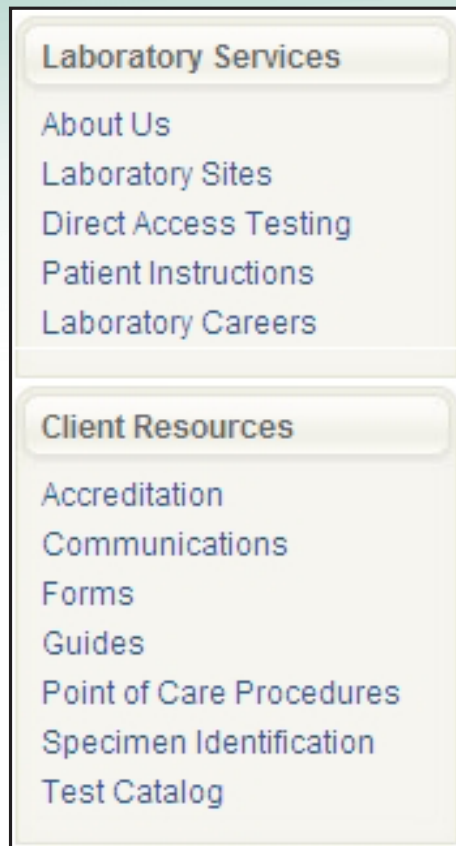 Laboratory Services
About Us
Laboratory Sites
Direct Access Testing
Patient Instructions
Laboratory Careers
Client Resources
Accreditation
Communications
Forms
Guides
Point of Care Procedures
Specimen Identification
Test Catalog